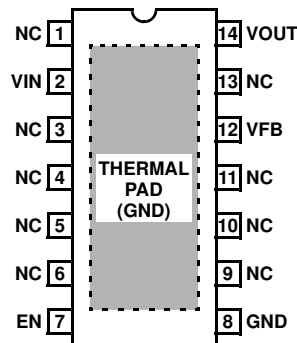 NC 1 14 VOUT
VIN 2 13 NC
NC 3 12 VFB
NC 4 11 NC
THERMAL
PAD
(GND)
NC 5 10 NC
NC 6 9 NC
EN 7 8 GND